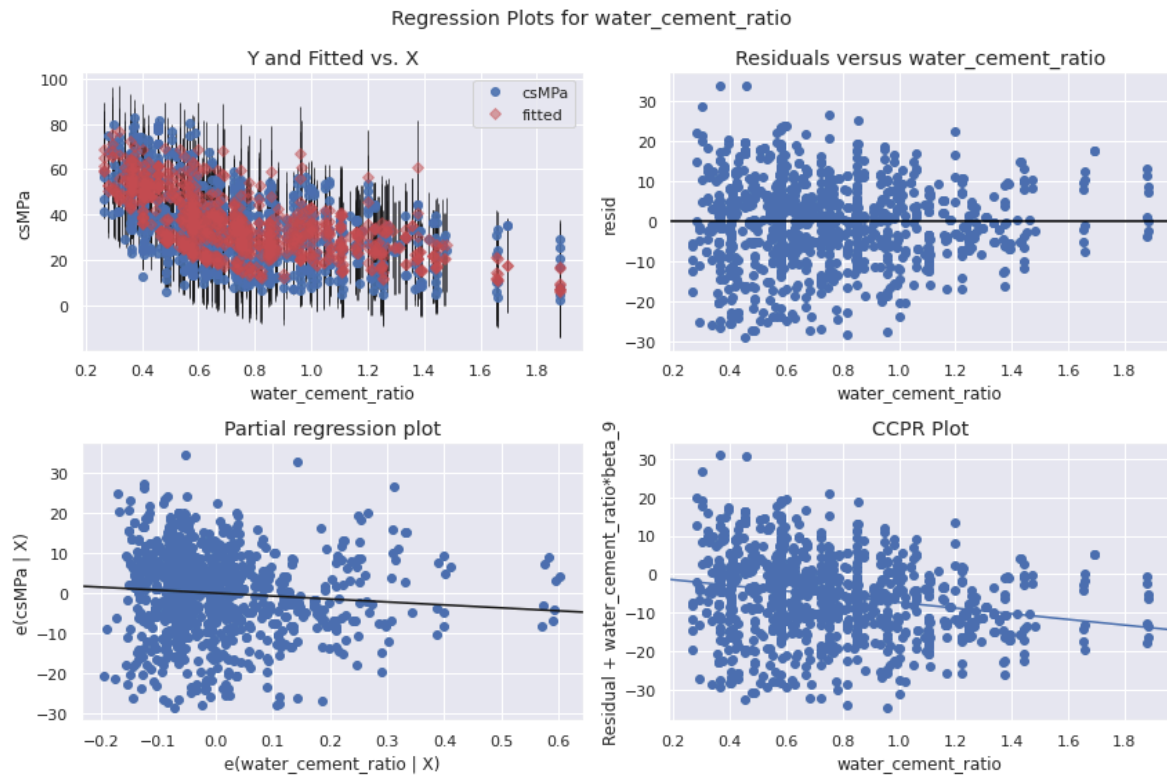 Regression Plots for water_cement_ratio
Y and Fitted vs. X
100
80
60
40
20
0
csMPa
csMPa
fitted
0.2 0.4 0.6 0.8 1.0 1.2 1.4 1.6 1.8
water_cement_ratio
Residuals versus water_cement_ratio
30
20
10
0
−10
−20
−30
resid
0.2 0.4 0.6 0.8 1.0 1.2 1.4 1.6 1.8
water_cement_ratio
Partial regression plot
30
20
10
0
−10
−20
−30
e(csMPa | X)
−0.2 −0.1 0.0 0.1 0.2 0.3 0.4 0.5 0.6
e(water_cement_ratio | X)
CCPR Plot
30
20
10
0
−10
−20
−30
Residual + water_cement_ratio*beta_9
0.2 0.4 0.6 0.8 1.0 1.2 1.4 1.6 1.8
water_cement_ratio